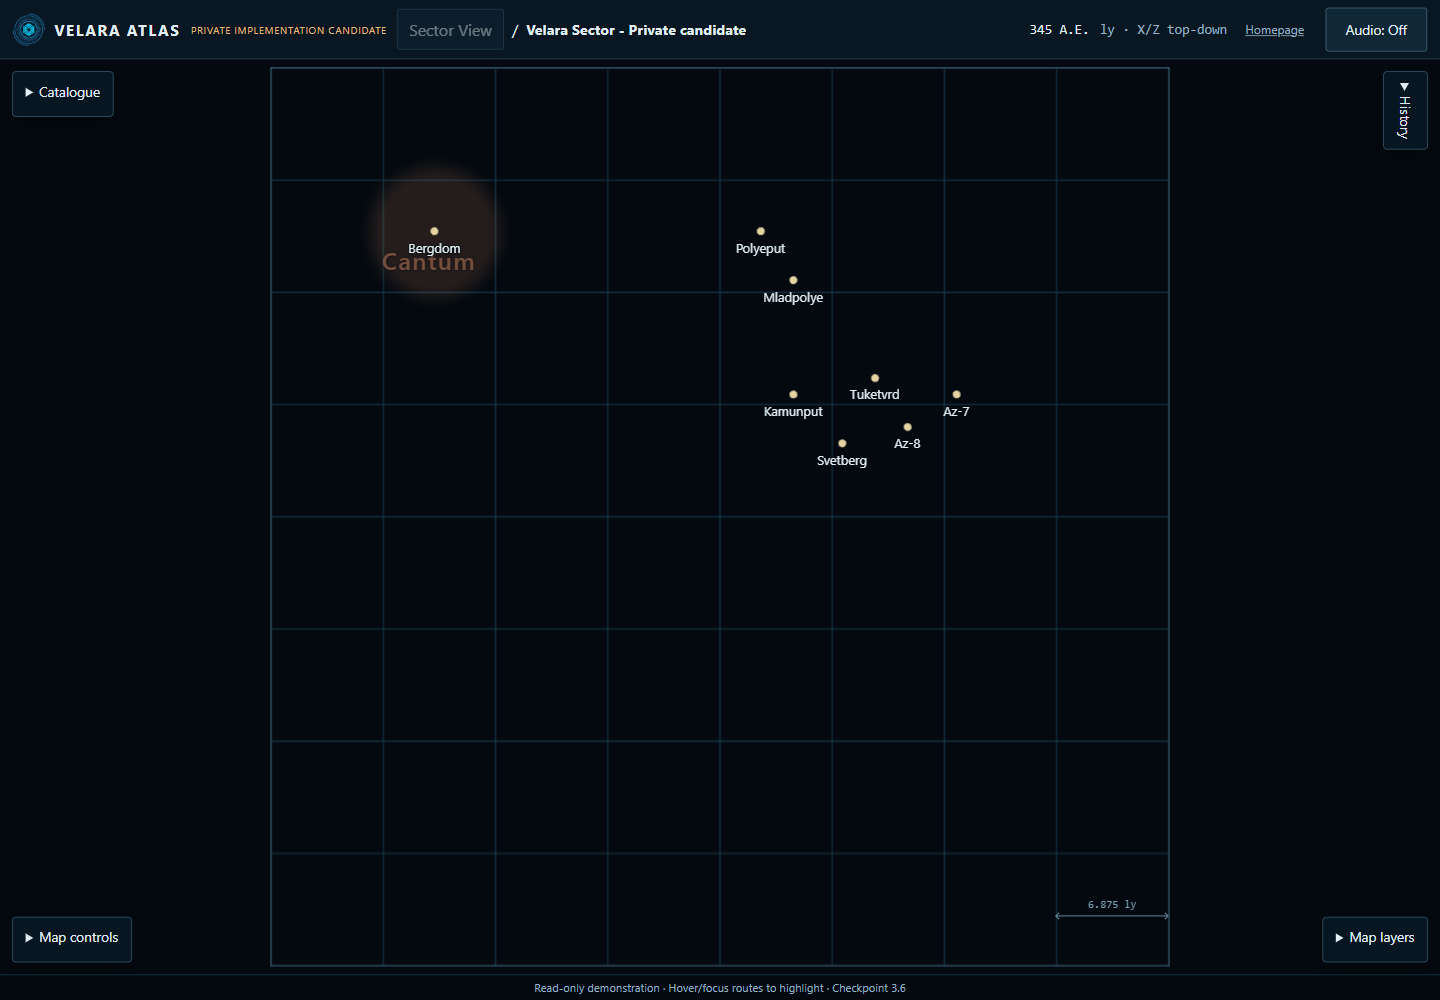 VELARA ATLAS PRIVATE IMPLEMENTATION CANDIDATE Sector View / Velara Sector - Private candidate 345 A.E. ly · X/Z top-down Homepage Audio: Off
▶ Catalogue
▼ History
Bergdom
Cantum
Polyeput
Mladpolye
Tuketvrd
Kamunput
Az-7
Az-8
Svetberg
6.875 ly
▶ Map controls
▶ Map layers
Read-only demonstration · Hover/focus routes to highlight · Checkpoint 3.6